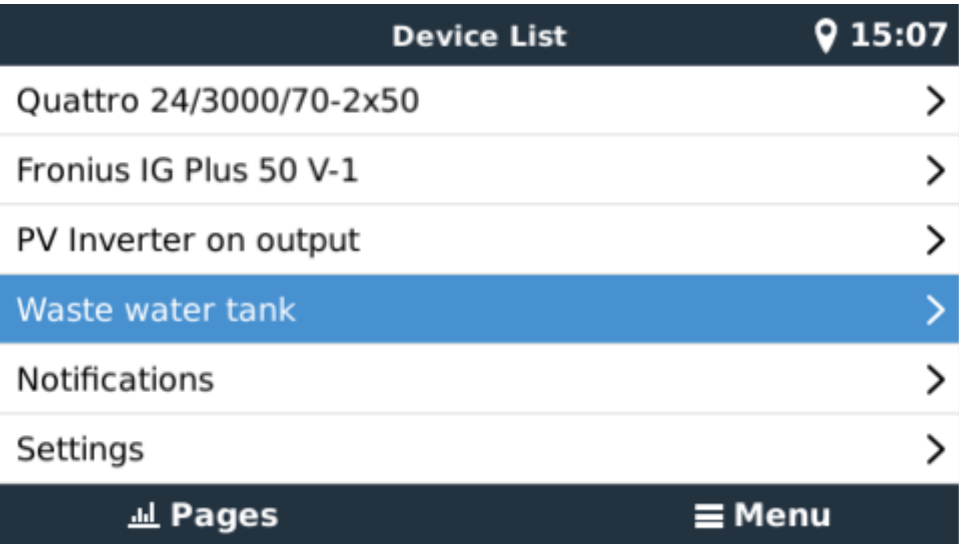 Device List 15:07
Quattro 24/3000/70-2x50
Fronius IG Plus 50 V-1
PV Inverter on output
Waste water tank
Notifications
Settings
Pages Menu